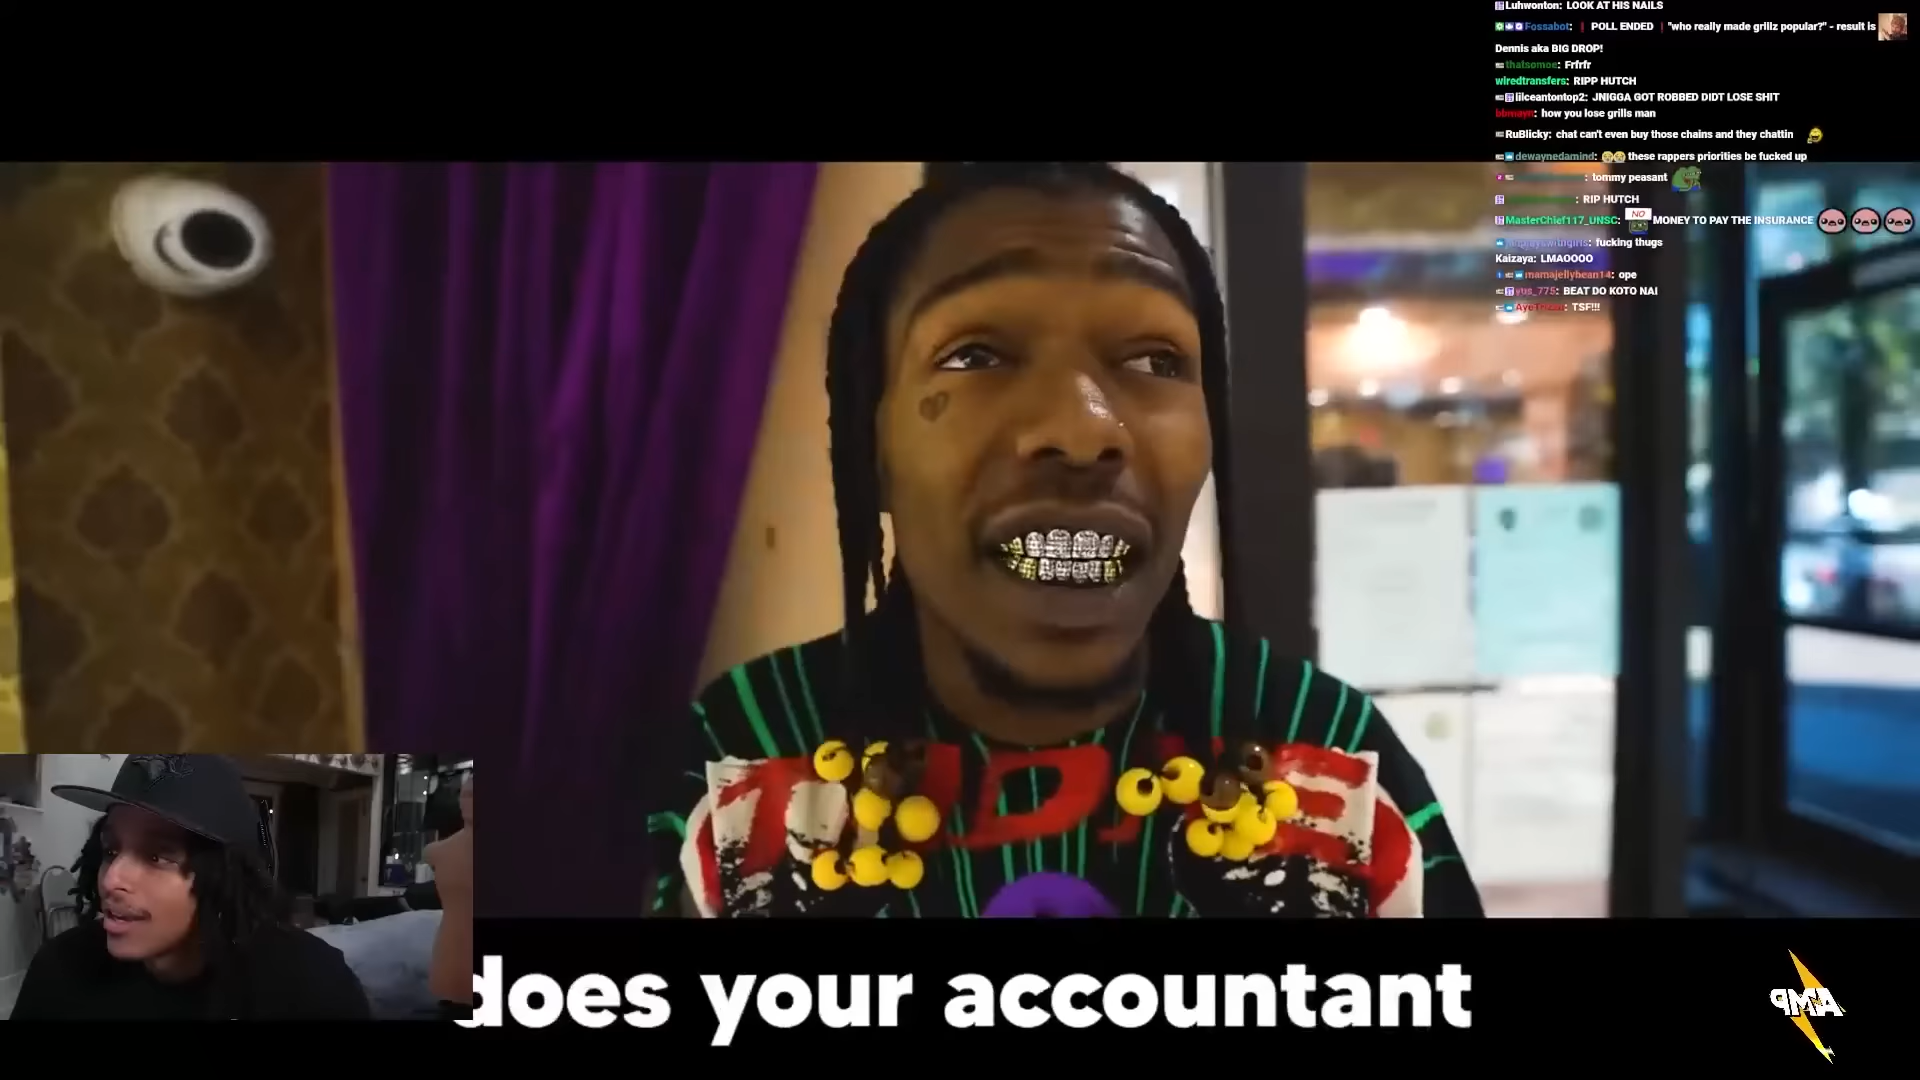 Luhwonton: LOOK AT HIS NAILS
Fossabot: POLL ENDED "who really made grillz popular?" - result is
Dennis aka BIG DROP!
thatsomoe: Frfrfr
wiredtransfers: RIPP HUTCH
lilceantontop2: JNIGGA GOT ROBBED DIDT LOSE SHIT
: how you lose grills man
RuBlicky: chat can't even buy those chains and they chattin
dewaynedamind: these rappers priorities be fucked up
: tommy peasant
: RIP HUTCH
MasterChief117_UNSC: NO MONEY TO PAY THE INSURANCE
: fucking thugs
Kaizaya: LMAOOOO
mamajellybean14: ope
yus_775: BEAT DO KOTO NAI
: TSF!!!
does your accountant
AMP